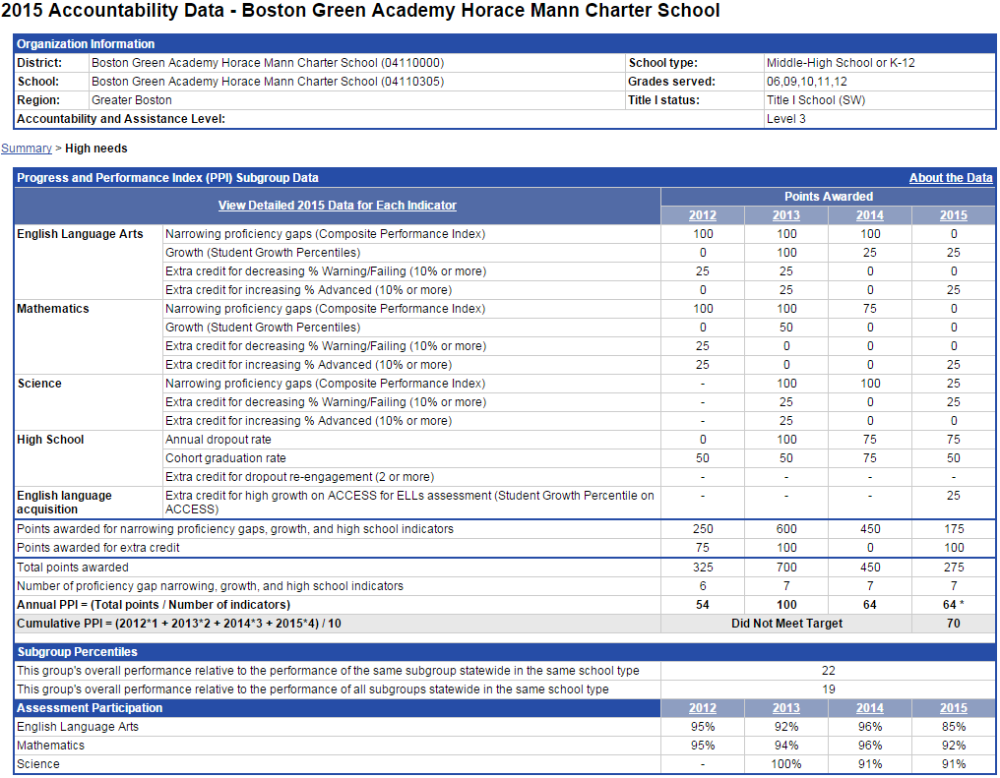 2015 Accountability Data - Boston Green Academy Horace Mann Charter School
Organization Information
District: Boston Green Academy Horace Mann Charter School (04110000) School type: Middle-High School or K-12
School: Boston Green Academy Horace Mann Charter School (04110305) Grades served: 06,09,10,11,12
Region: Greater Boston Title I status: Title I School (SW)
Accountability and Assistance Level: Level 3
Summary > High needs
Progress and Performance Index (PPI) Subgroup Data About the Data
View Detailed 2015 Data for Each Indicator Points Awarded
2012 2013 2014 2015
English Language Arts Narrowing proficiency gaps (Composite Performance Index) 100 100 100 0
Growth (Student Growth Percentiles) 0 100 25 25
Extra credit for decreasing % Warning/Failing (10% or more) 25 25 0 0
Extra credit for increasing % Advanced (10% or more) 0 25 0 25
Mathematics Narrowing proficiency gaps (Composite Performance Index) 100 100 75 0
Growth (Student Growth Percentiles) 0 50 0 0
Extra credit for decreasing % Warning/Failing (10% or more) 25 0 0 0
Extra credit for increasing % Advanced (10% or more) 25 0 0 25
Science Narrowing proficiency gaps (Composite Performance Index) - 100 100 25
Extra credit for decreasing % Warning/Failing (10% or more) - 25 0 25
Extra credit for increasing % Advanced (10% or more) - 25 0 0
High School Annual dropout rate 0 100 75 75
Cohort graduation rate 50 50 75 50
Extra credit for dropout re-engagement (2 or more) - - - -
English language acquisition Extra credit for high growth on ACCESS for ELLs assessment (Student Growth Percentile on ACCESS) - - - 25
Points awarded for narrowing proficiency gaps, growth, and high school indicators 250 600 450 175
Points awarded for extra credit 75 100 0 100
Total points awarded 325 700 450 275
Number of proficiency gap narrowing, growth, and high school indicators 6 7 7 7
Annual PPI = (Total points / Number of indicators) 54 100 64 64 *
Cumulative PPI = (2012*1 + 2013*2 + 2014*3 + 2015*4) / 10 Did Not Meet Target 70
Subgroup Percentiles
This group's overall performance relative to the performance of the same subgroup statewide in the same school type 22
This group's overall performance relative to the performance of all subgroups statewide in the same school type 19
Assessment Participation 2012 2013 2014 2015
English Language Arts 95% 92% 96% 85%
Mathematics 95% 94% 96% 92%
Science - 100% 91% 91%